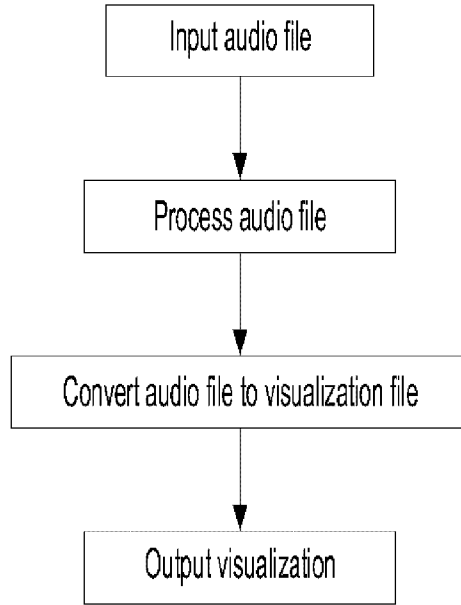 Input audio file
Process audio file
Convert audio file to visualization file
Output visualization